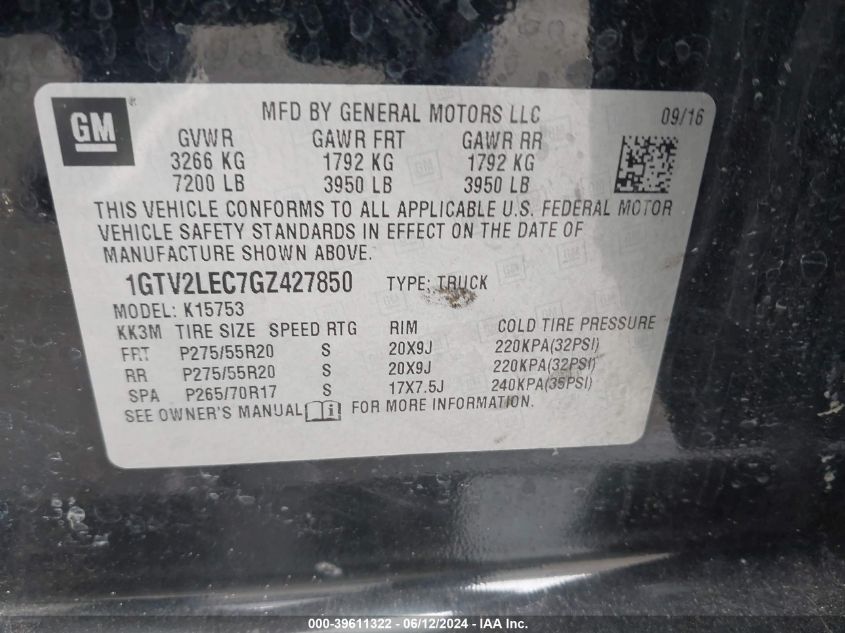 GM
MFD BY GENERAL MOTORS LLC 09/16
GVWR GAWR FRT GAWR RR
3266 KG 1792 KG 1792 KG
7200 LB 3950 LB 3950 LB
THIS VEHICLE CONFORMS TO ALL APPLICABLE U.S. FEDERAL MOTOR
VEHICLE SAFETY STANDARDS IN EFFECT ON THE DATE OF
MANUFACTURE SHOWN ABOVE.
1GTV2LEC7GZ427850 TYPE: TRUCK
MODEL: K15753
KK3M TIRE SIZE SPEED RTG RIM COLD TIRE PRESSURE
FRT P275/55R20 S 20X9J 220KPA(32PSI)
RR P275/55R20 S 20X9J 220KPA(32PSI)
SPA P265/70R17 S 17X7.5J 240KPA(35PSI)
SEE OWNER'S MANUAL i FOR MORE INFORMATION.
000-39611322 - 06/12/2024 - IAA Inc.